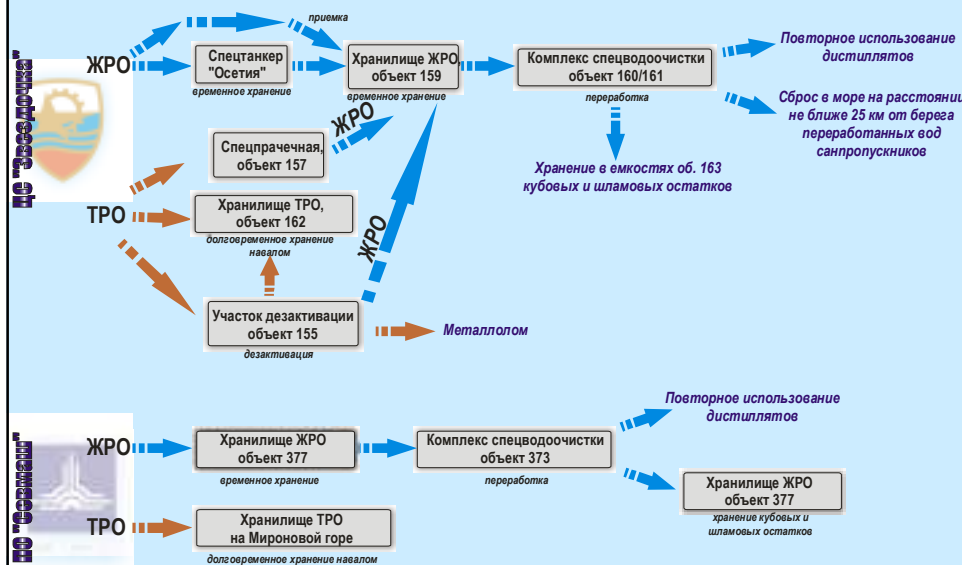 ЦС "Звездочка"
ЖРО
приемка
Спецтанкер
"Осетия"
временное хранение
Хранилище ЖРО,
объект 159
временное хранение
Комплекс спецводоочистки
объект 160/161
переработка
Повторное использование
дистиллятов
Сброс в море на расстоянии
не ближе 25 км от берега
переработанных вод
санпропускников
Хранение в емкостях об. 163
кубовых и шламовых остатков
ЖРО
Спецпрачечная,
объект 157
ТРО
Хранилище ТРО,
объект 162
долговременное хранение
навалом
ЖРО
Участок дезактивации
объект 155
дезактивация
Металлолом
ПО "Севмаш"
ЖРО
Хранилище ЖРО
объект 377
временное хранение
Комплекс спецводоочистки
объект 373
переработка
Повторное использование
дистиллятов
Хранилище ЖРО
объект 377
хранение кубовых и
шламовых остатков
ТРО
Хранилище ТРО
на Мироновой горе
долговременное хранение навалом